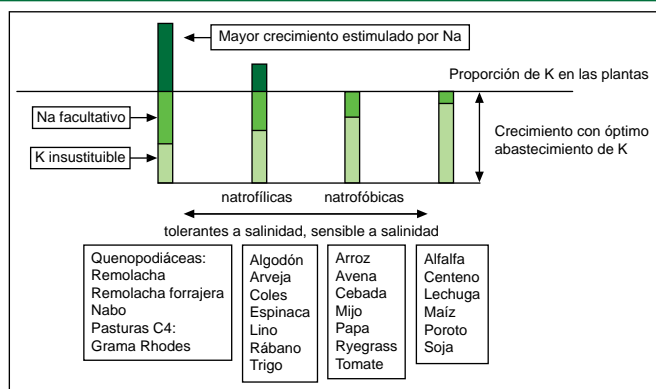 Mayor crecimiento estimulado por Na
Proporción de K en las plantas
Na facultativo
K insustituible
Crecimiento con óptimo
abastecimiento de K
natrofílicas
natrofóbicas
tolerantes a salinidad, sensible a salinidad
Quenopodiáceas:
Remolacha
Remolacha forrajera
Nabo
Pasturas C4:
Grama Rhodes
Algodón
Arveja
Coles
Espinaca
Lino
Rábano
Trigo
Arroz
Avena
Cebada
Mijo
Papa
Ryegrass
Tomate
Alfalfa
Centeno
Lechuga
Maíz
Poroto
Soja